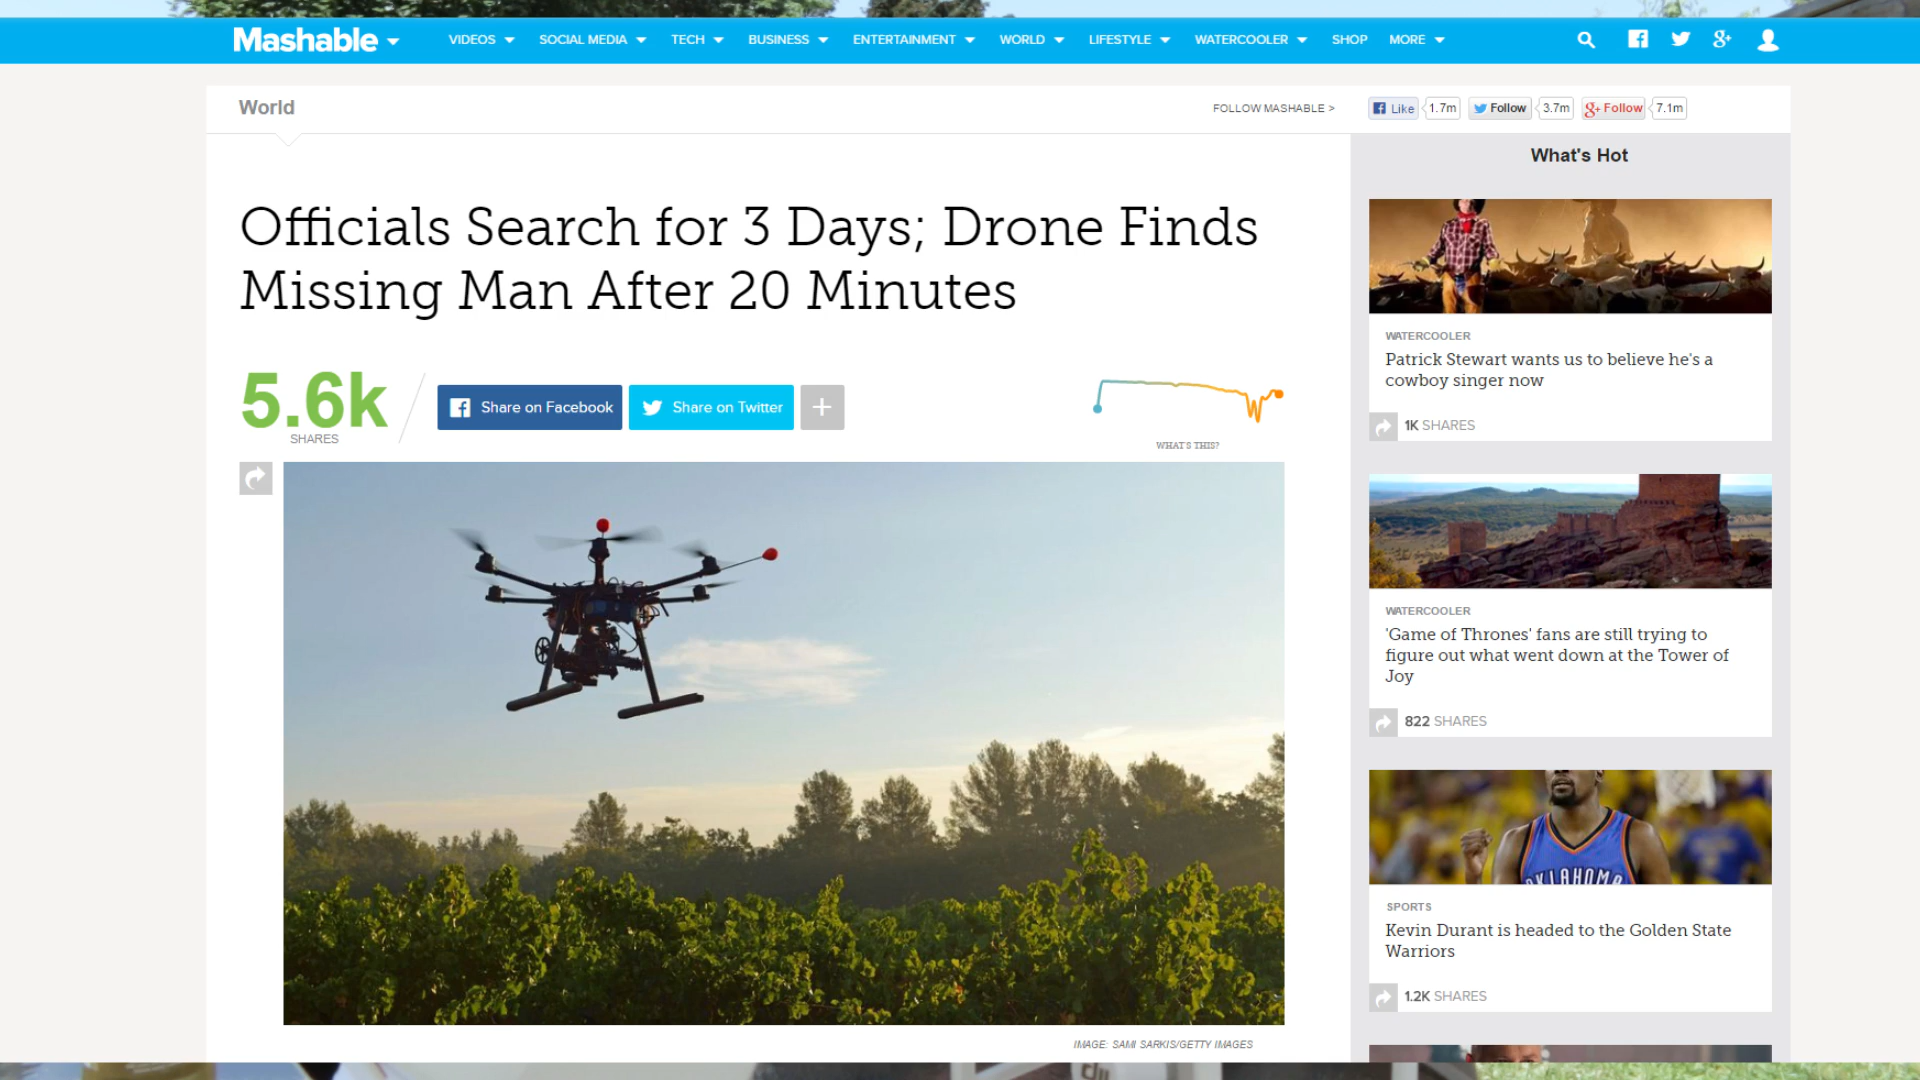 Mashable
VIDEOS
SOCIAL MEDIA
TECH
BUSINESS
ENTERTAINMENT
WORLD
LIFESTYLE
WATERCOOLER
SHOP
MORE
World
FOLLOW MASHABLE >
Like
1.7m
Follow
3.7m
Follow
7.1m
What's Hot
Officials Search for 3 Days; Drone Finds
Missing Man After 20 Minutes
5.6k
SHARES
Share on Facebook
Share on Twitter
WHAT'S THIS?
IMAGE: SAMI SARKIS/GETTY IMAGES
WATERCOOLER
Patrick Stewart wants us to believe he's a
cowboy singer now
1K SHARES
WATERCOOLER
'Game of Thrones' fans are still trying to
figure out what went down at the Tower of
Joy
822 SHARES
OKLAHOMA
SPORTS
Kevin Durant is headed to the Golden State
Warriors
1.2K SHARES